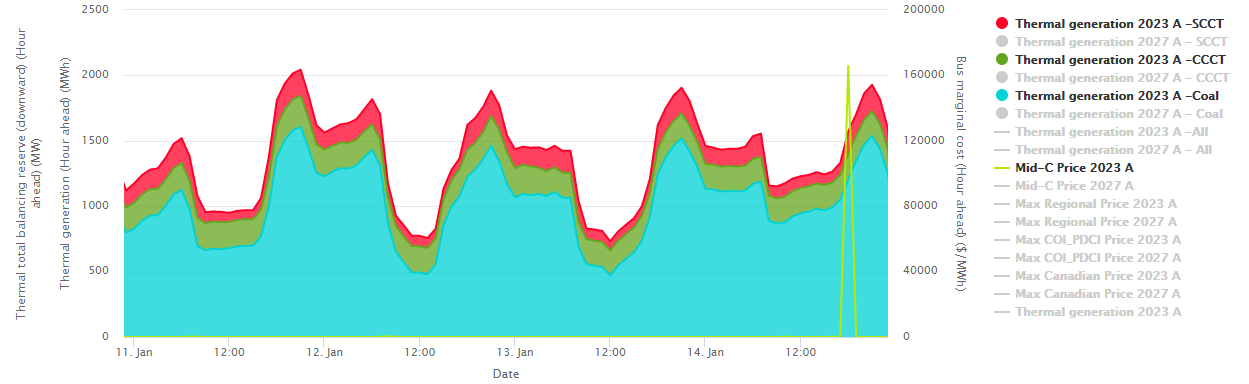 2500
2000
1500
1000
500
0
Thermal total balancing reserve (downward) (Hour
ahead) (MW)
Thermal generation (Hour ahead) (MWh)
11. Jan
12:00
12. Jan
12:00
13. Jan
12:00
14. Jan
12:00
Date
200000
160000
120000
80000
40000
0
Bus marginal cost (Hour ahead) ($/MWh)
Thermal generation 2023 A -SCCT
Thermal generation 2027 A - SCCT
Thermal generation 2023 A -CCCT
Thermal generation 2027 A - CCCT
Thermal generation 2023 A -Coal
Thermal generation 2027 A - Coal
Thermal generation 2023 A -All
Thermal generation 2027 A - All
Mid-C Price 2023 A
Mid-C Price 2027 A
Max Regional Price 2023 A
Max Regional Price 2027 A
Max COI_PDCI Price 2023 A
Max COI_PDCI Price 2027 A
Max Canadian Price 2023 A
Max Canadian Price 2027 A
Thermal generation 2023 A